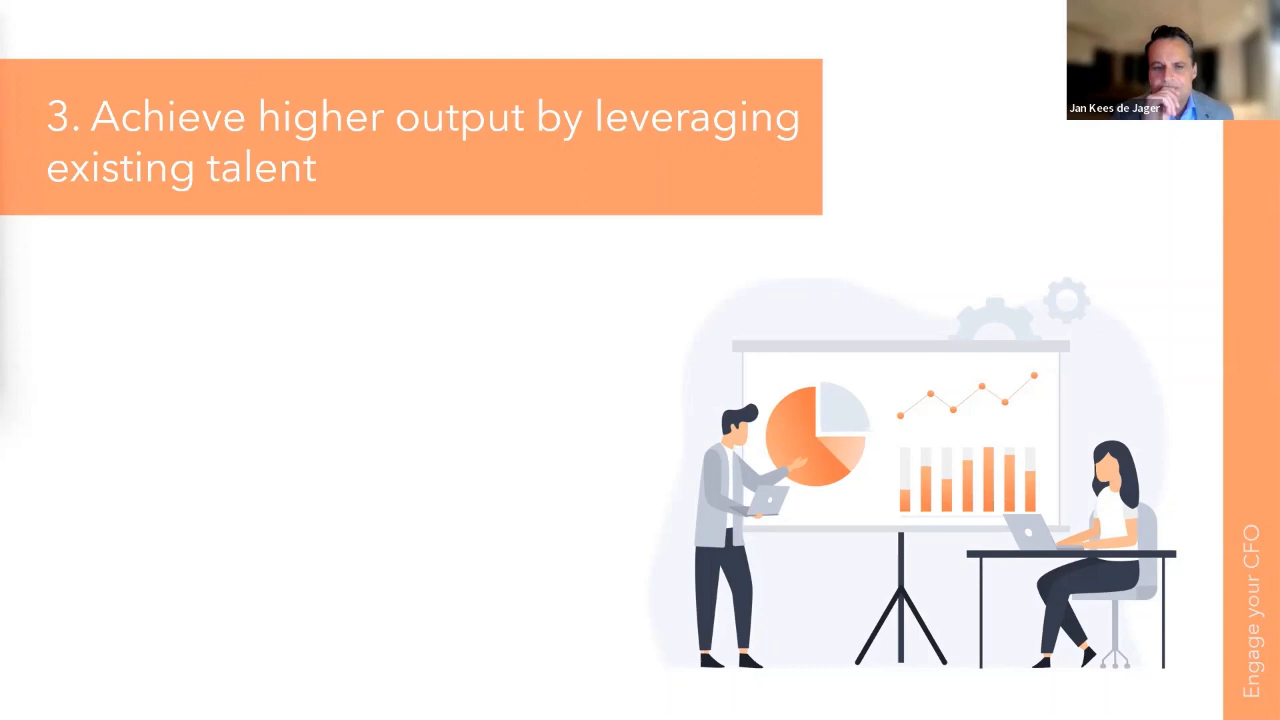 3. Achieve higher output by leveraging
existing talent
Jan Kees de Jager
Engage your CFO